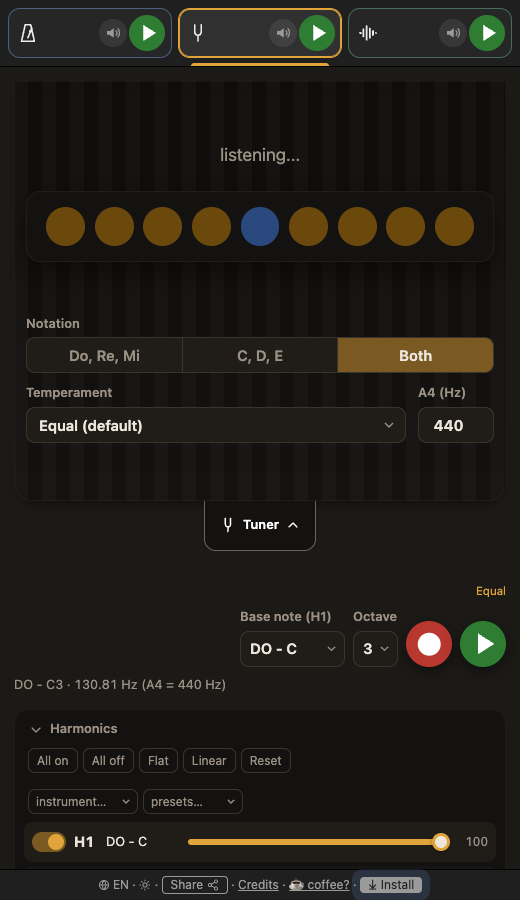 listening...
Notation
Do, Re, Mi
C, D, E
Both
Temperament
A4 (Hz)
Equal (default)
440
Tuner
Equal
Base note (H1)
Octave
DO - C
3
DO - C3 · 130.81 Hz (A4 = 440 Hz)
Harmonics
All on
All off
Flat
Linear
Reset
instrument...
presets...
H1 DO - C 100
EN · · Share · Credits · coffee? · Install